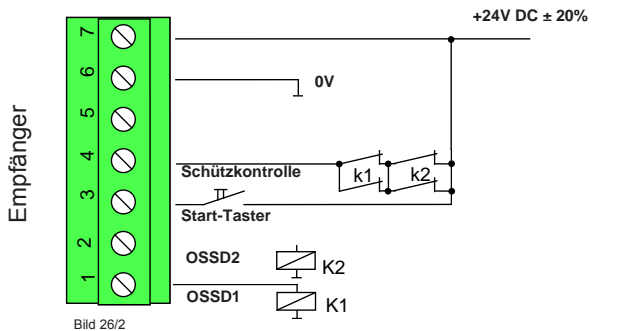 +24V DC ± 20%
7
6
0V
5
Empfänger
4
Schützkontrolle
k1
k2
3
Start-Taster
2
OSSD2
K2
1
OSSD1
K1
Bild 26/2